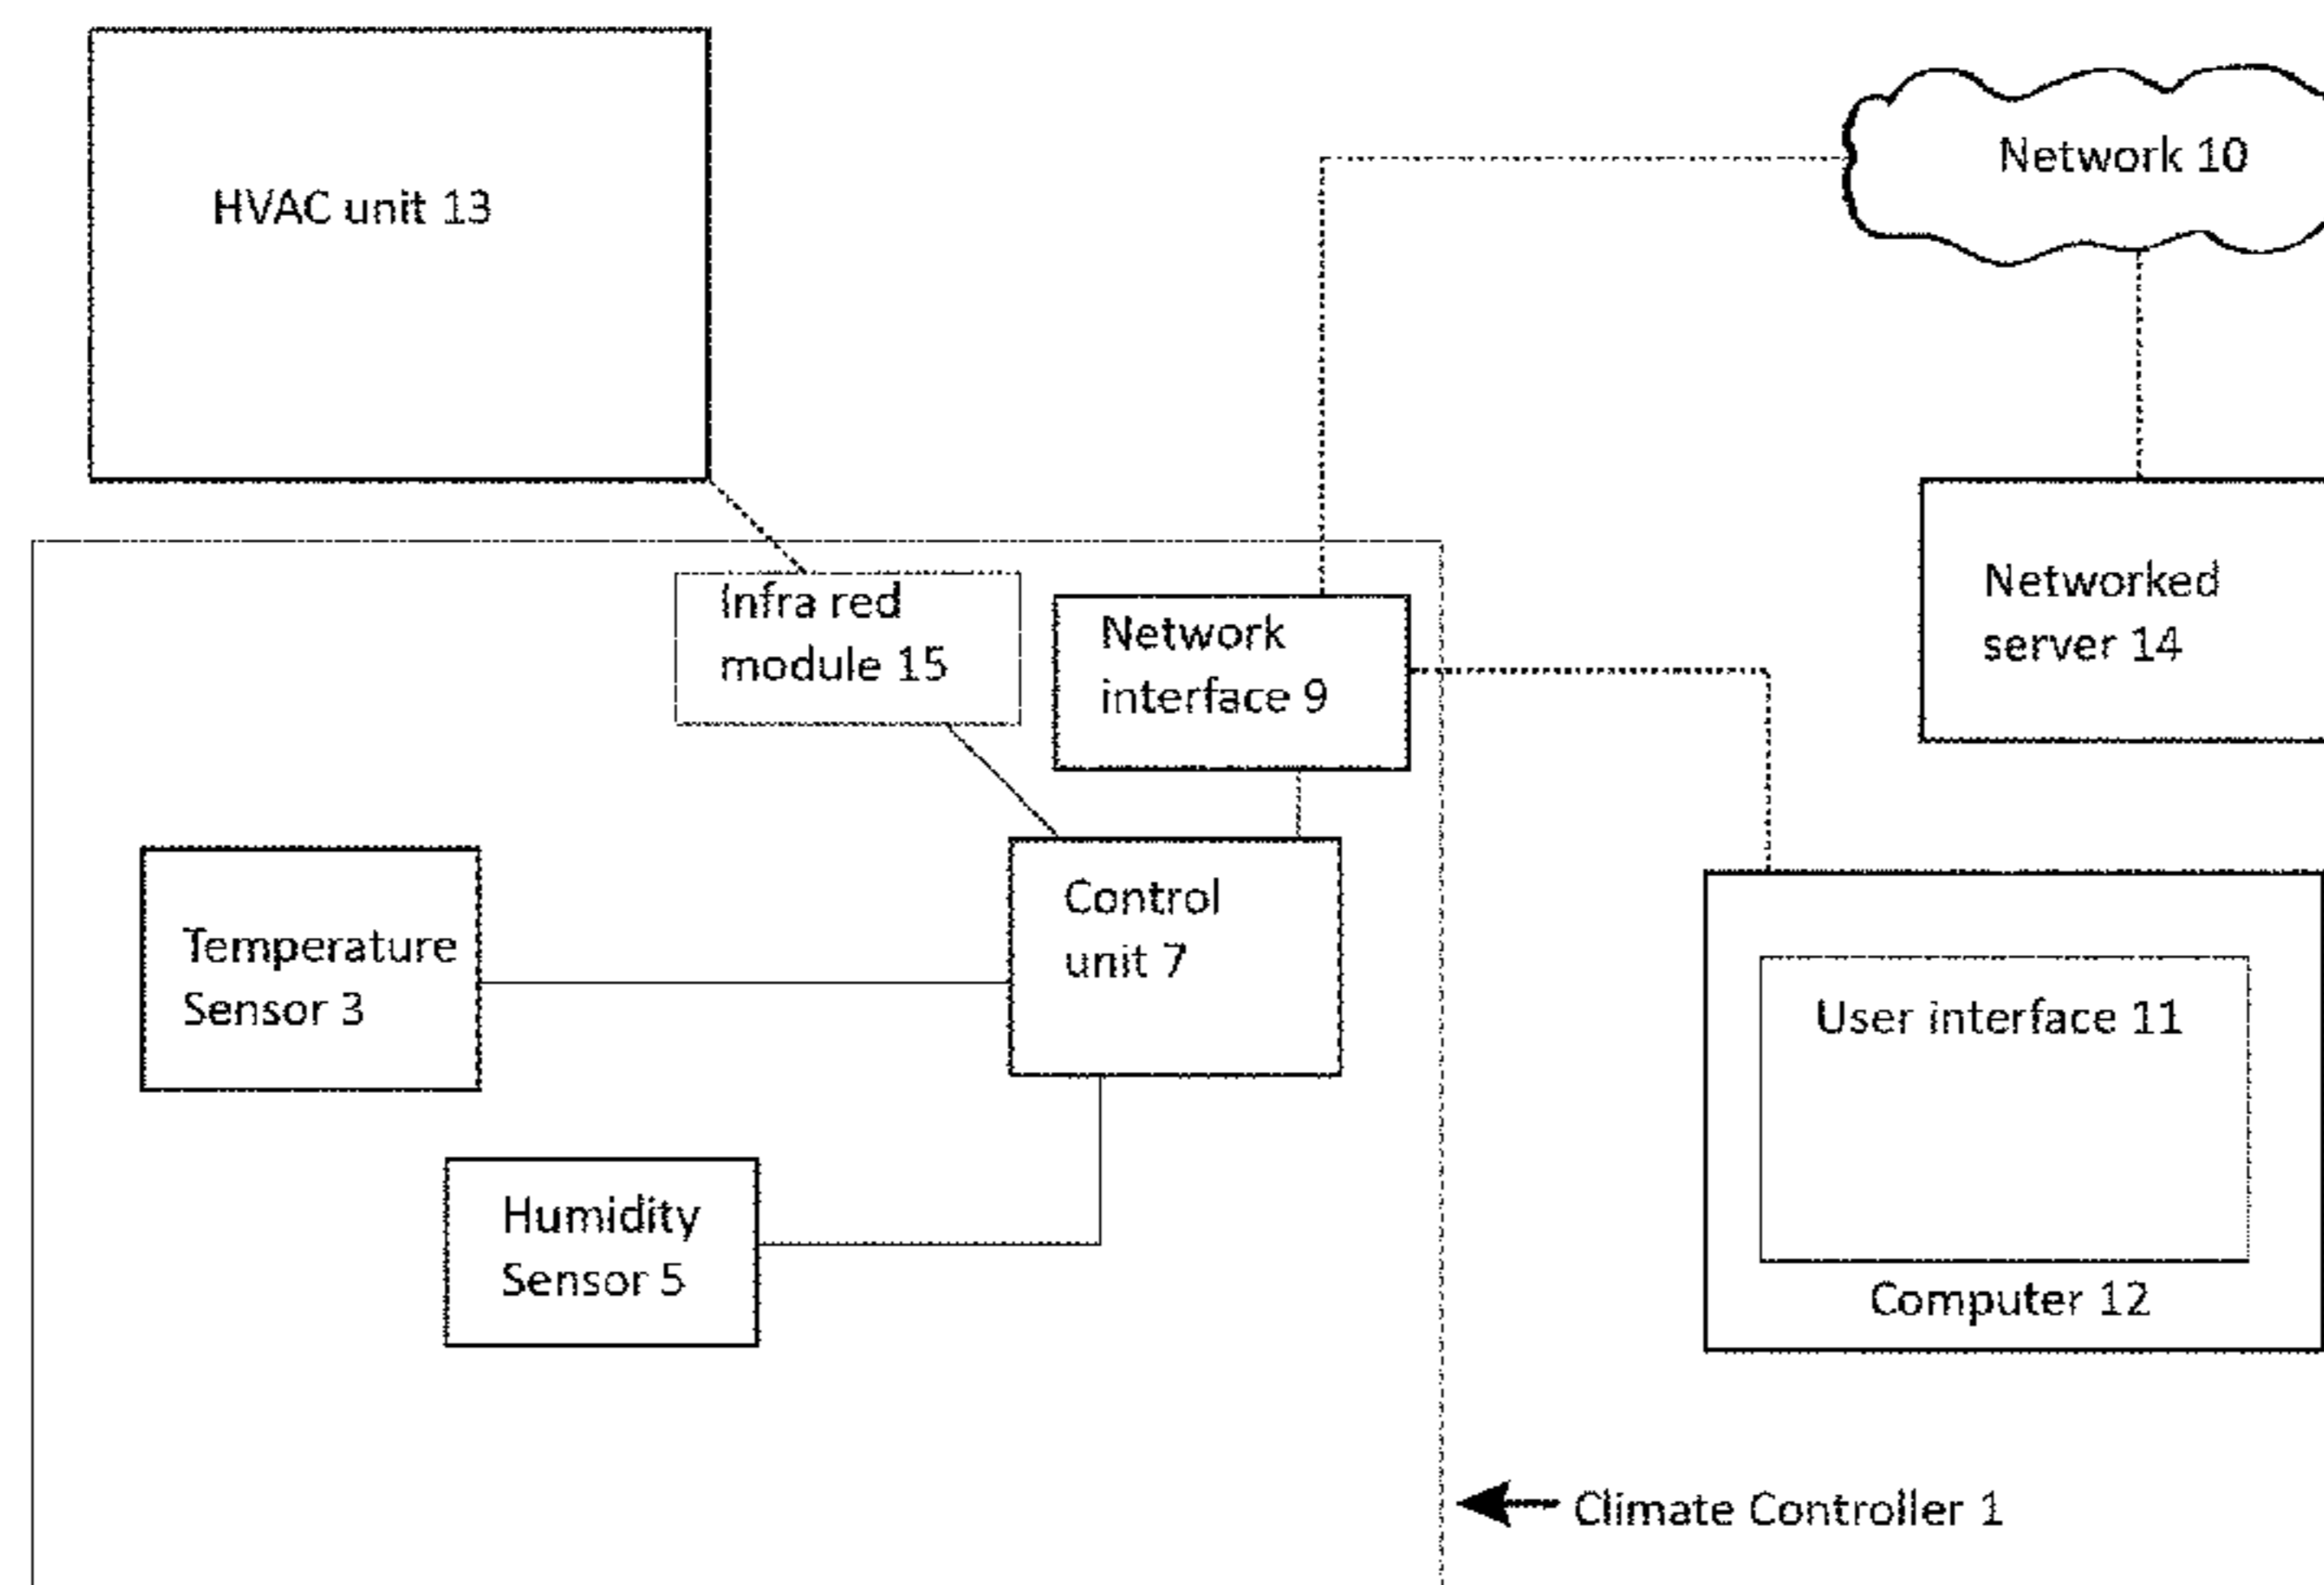 HVAC unit 13
Network 10
Infra red
module 15
Network
interface 9
Networked
server 14
Control
unit 7
Temperature
Sensor 3
User interface 11
Humidity
Sensor 5
Computer 12
Climate Controller 1